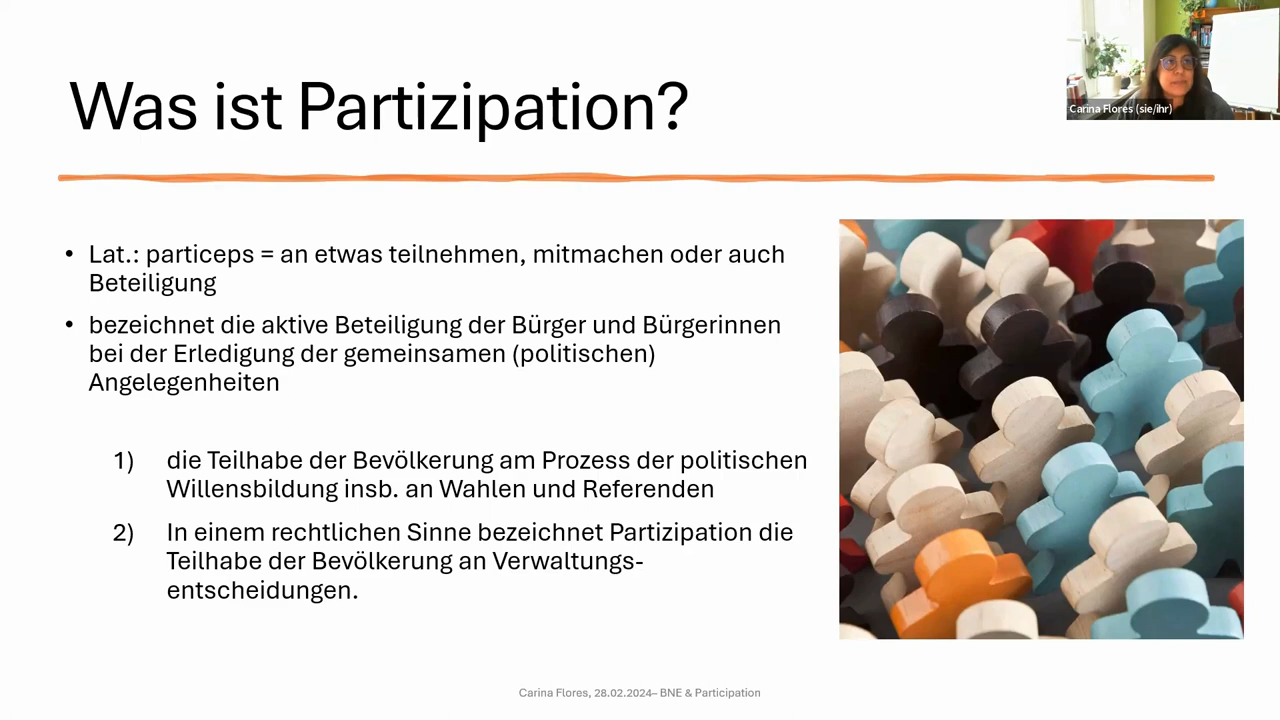 Was ist Partizipation?
Carina Flores (sie/ihr)
• Lat.: particeps = an etwas teilnehmen, mitmachen oder auch
Beteiligung
• bezeichnet die aktive Beteiligung der Bürger und Bürgerinnen
bei der Erledigung der gemeinsamen (politischen)
Angelegenheiten
1) die Teilhabe der Bevölkerung am Prozess der politischen
Willensbildung insb. an Wahlen und Referenden
2) In einem rechtlichen Sinne bezeichnet Partizipation die
Teilhabe der Bevölkerung an Verwaltungs-
entscheidungen.
Carina Flores, 28.02.2024– BNE & Participation